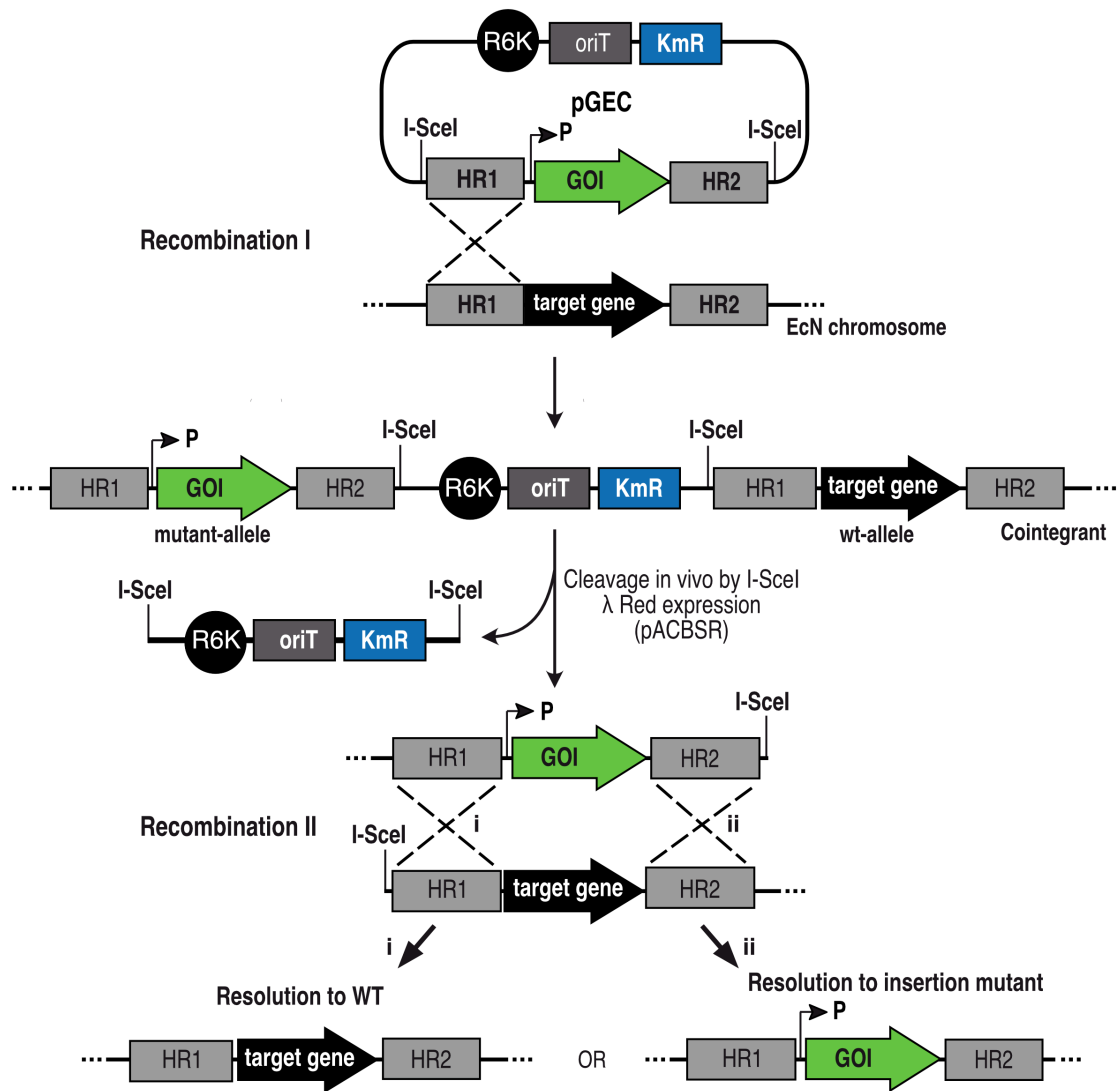 R6K oriT KmR
pGEC
I-SceI P I-SceI
HR1 GOI HR2
Recombination I
HR1 target gene HR2
EcN chromosome
I-SceI I-SceI
P
HR1 GOI HR2 R6K oriT KmR HR1 target gene HR2
mutant-allele wt-allele Cointegrant
Cleavage in vivo by I-SceI
λ Red expression
(pACBSR)
I-SceI I-SceI
R6K oriT KmR
P I-SceI
HR1 GOI HR2
Recombination II i ii
I-SceI
HR1 target gene HR2
i ii
Resolution to WT Resolution to insertion mutant
P
HR1 target gene HR2 OR HR1 GOI HR2